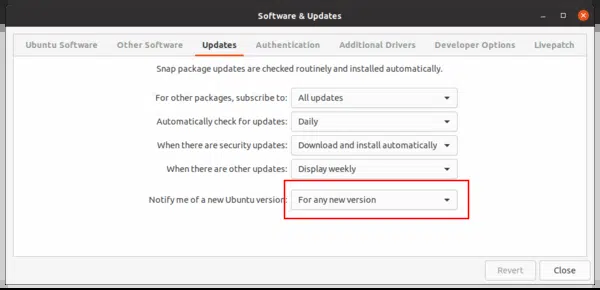 Software & Updates
Ubuntu Software Other Software Updates Authentication Additional Drivers Developer Options Livepatch
Snap package updates are checked routinely and installed automatically.
For other packages, subscribe to: All updates
Automatically check for updates: Daily
When there are security updates: Download and install automatically
When there are other updates: Display weekly
Notify me of a new Ubuntu version: For any new version
Revert Close